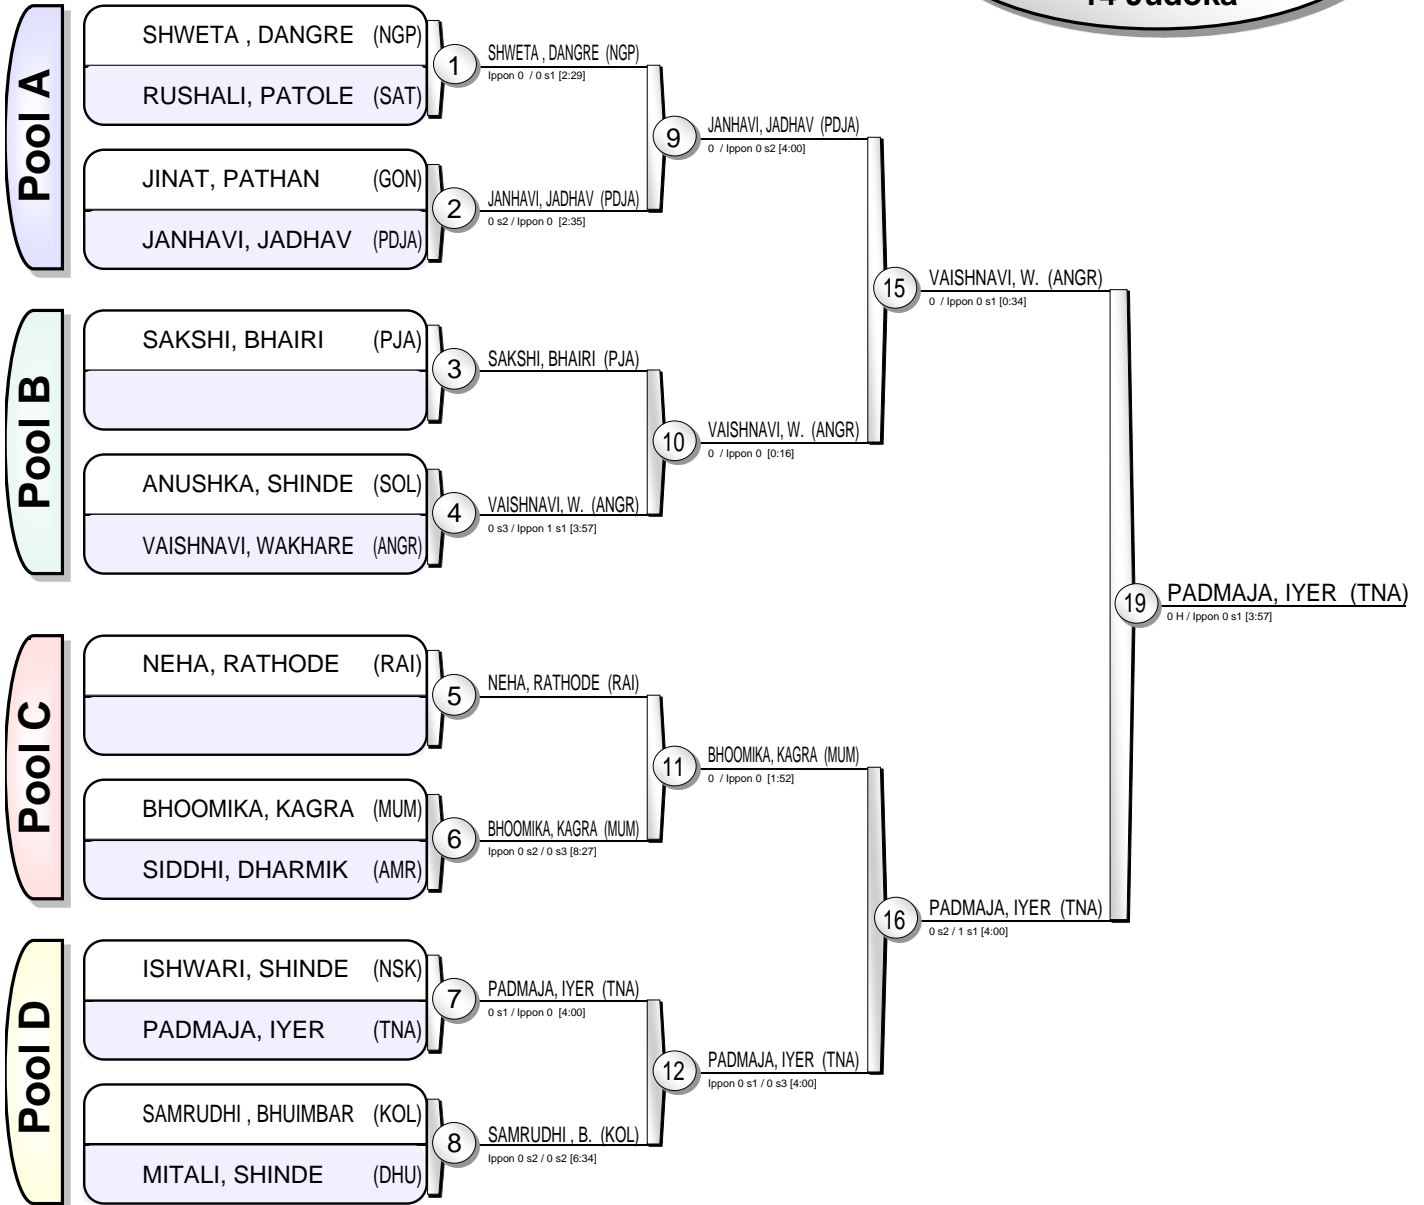 14 Judoka
Pool A
SHWETA , DANGRE (NGP)
RUSHALI, PATOLE (SAT)
JINAT, PATHAN (GON)
JANHAVI, JADHAV (PDJA)
Pool B
SAKSHI, BHAIRI (PJA)
ANUSHKA, SHINDE (SOL)
VAISHNAVI, WAKHARE (ANGR)
Pool C
NEHA, RATHODE (RAI)
BHOOMIKA, KAGRA (MUM)
SIDDHI, DHARMIK (AMR)
Pool D
ISHWARI, SHINDE (NSK)
PADMAJA, IYER (TNA)
SAMRUDHI , BHUIMBAR (KOL)
MITALI, SHINDE (DHU)
1
SHWETA , DANGRE (NGP)
Ippon 0 / 0 s1 [2:29]
2
JANHAVI, JADHAV (PDJA)
0 s2 / Ippon 0 [2:35]
3
SAKSHI, BHAIRI (PJA)
4
VAISHNAVI, W. (ANGR)
0 s3 / Ippon 1 s1 [3:57]
5
NEHA, RATHODE (RAI)
6
BHOOMIKA, KAGRA (MUM)
Ippon 0 s2 / 0 s3 [8:27]
7
PADMAJA, IYER (TNA)
0 s1 / Ippon 0 [4:00]
8
SAMRUDHI , B. (KOL)
Ippon 0 s2 / 0 s2 [6:34]
9
JANHAVI, JADHAV (PDJA)
0 / Ippon 0 s2 [4:00]
10
VAISHNAVI, W. (ANGR)
0 / Ippon 0 [0:16]
11
BHOOMIKA, KAGRA (MUM)
0 / Ippon 0 [1:52]
12
PADMAJA, IYER (TNA)
Ippon 0 s1 / 0 s3 [4:00]
15
VAISHNAVI, W. (ANGR)
0 / Ippon 0 s1 [0:34]
16
PADMAJA, IYER (TNA)
0 s2 / 1 s1 [4:00]
19
PADMAJA, IYER (TNA)
0 H / Ippon 0 s1 [3:57]